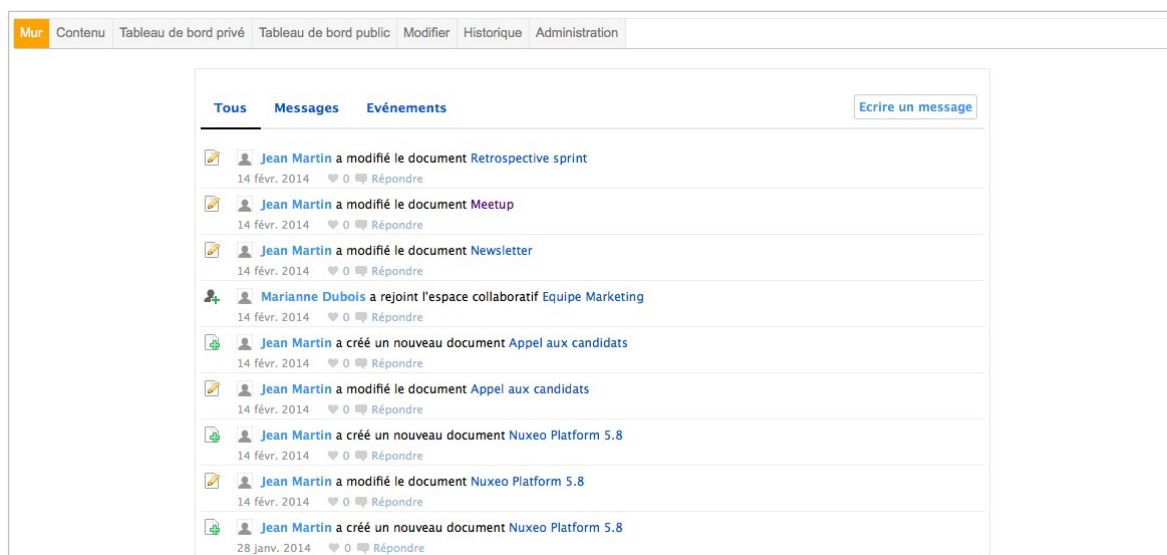 Mur Contenu Tableau de bord privé Tableau de bord public Modifier Historique Administration
Tous Messages Evénements Ecrire un message
Jean Martin a modifié le document Retrospective sprint
14 févr. 2014 0 Répondre
Jean Martin a modifié le document Meetup
14 févr. 2014 0 Répondre
Jean Martin a modifié le document Newsletter
14 févr. 2014 0 Répondre
Marianne Dubois a rejoint l'espace collaboratif Equipe Marketing
14 févr. 2014 0 Répondre
Jean Martin a créé un nouveau document Appel aux candidats
14 févr. 2014 0 Répondre
Jean Martin a modifié le document Appel aux candidats
14 févr. 2014 0 Répondre
Jean Martin a créé un nouveau document Nuxeo Platform 5.8
14 févr. 2014 0 Répondre
Jean Martin a modifié le document Nuxeo Platform 5.8
14 févr. 2014 0 Répondre
Jean Martin a créé un nouveau document Nuxeo Platform 5.8
28 janv. 2014 0 Répondre